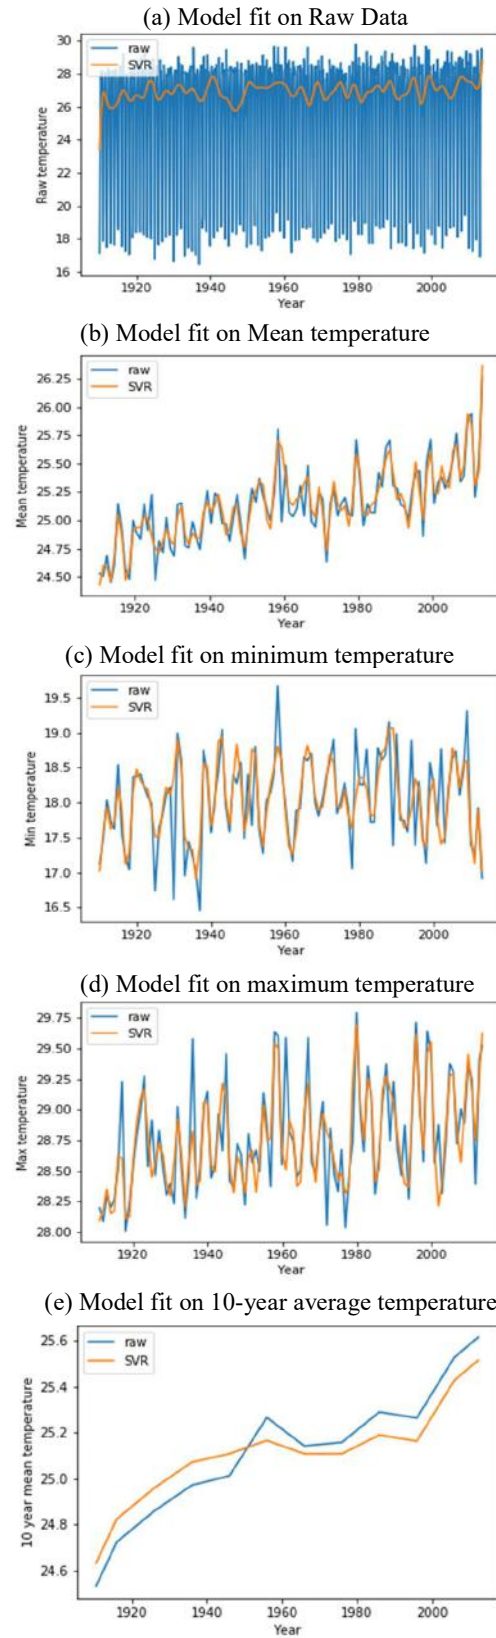 (a) Model fit on Raw Data
raw
SVR
30
28
26
24
22
20
18
16
Raw temperature
1920
1940
1960
1980
2000
Year
(b) Model fit on Mean temperature
raw
SVR
26.25
26.00
25.75
25.50
25.25
25.00
24.75
24.50
Mean temperature
1920
1940
1960
1980
2000
Year
(c) Model fit on minimum temperature
raw
SVR
19.5
19.0
18.5
18.0
17.5
17.0
16.5
Min temperature
1920
1940
1960
1980
2000
Year
(d) Model fit on maximum temperature
raw
SVR
29.75
29.50
29.25
29.00
28.75
28.50
28.25
28.00
Max temperature
1920
1940
1960
1980
2000
Year
(e) Model fit on 10-year average temperature
raw
SVR
25.6
25.4
25.2
25.0
24.8
24.6
10 year mean temperature
1920
1940
1960
1980
2000
Year